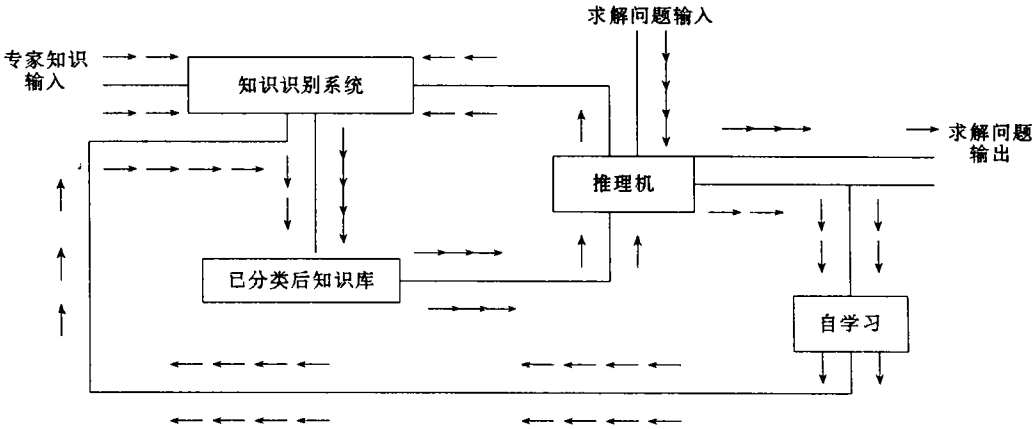 求解问题输入
专家知识
输入
知识识别系统
求解问题
输出
推理机
已分类后知识库
自学习